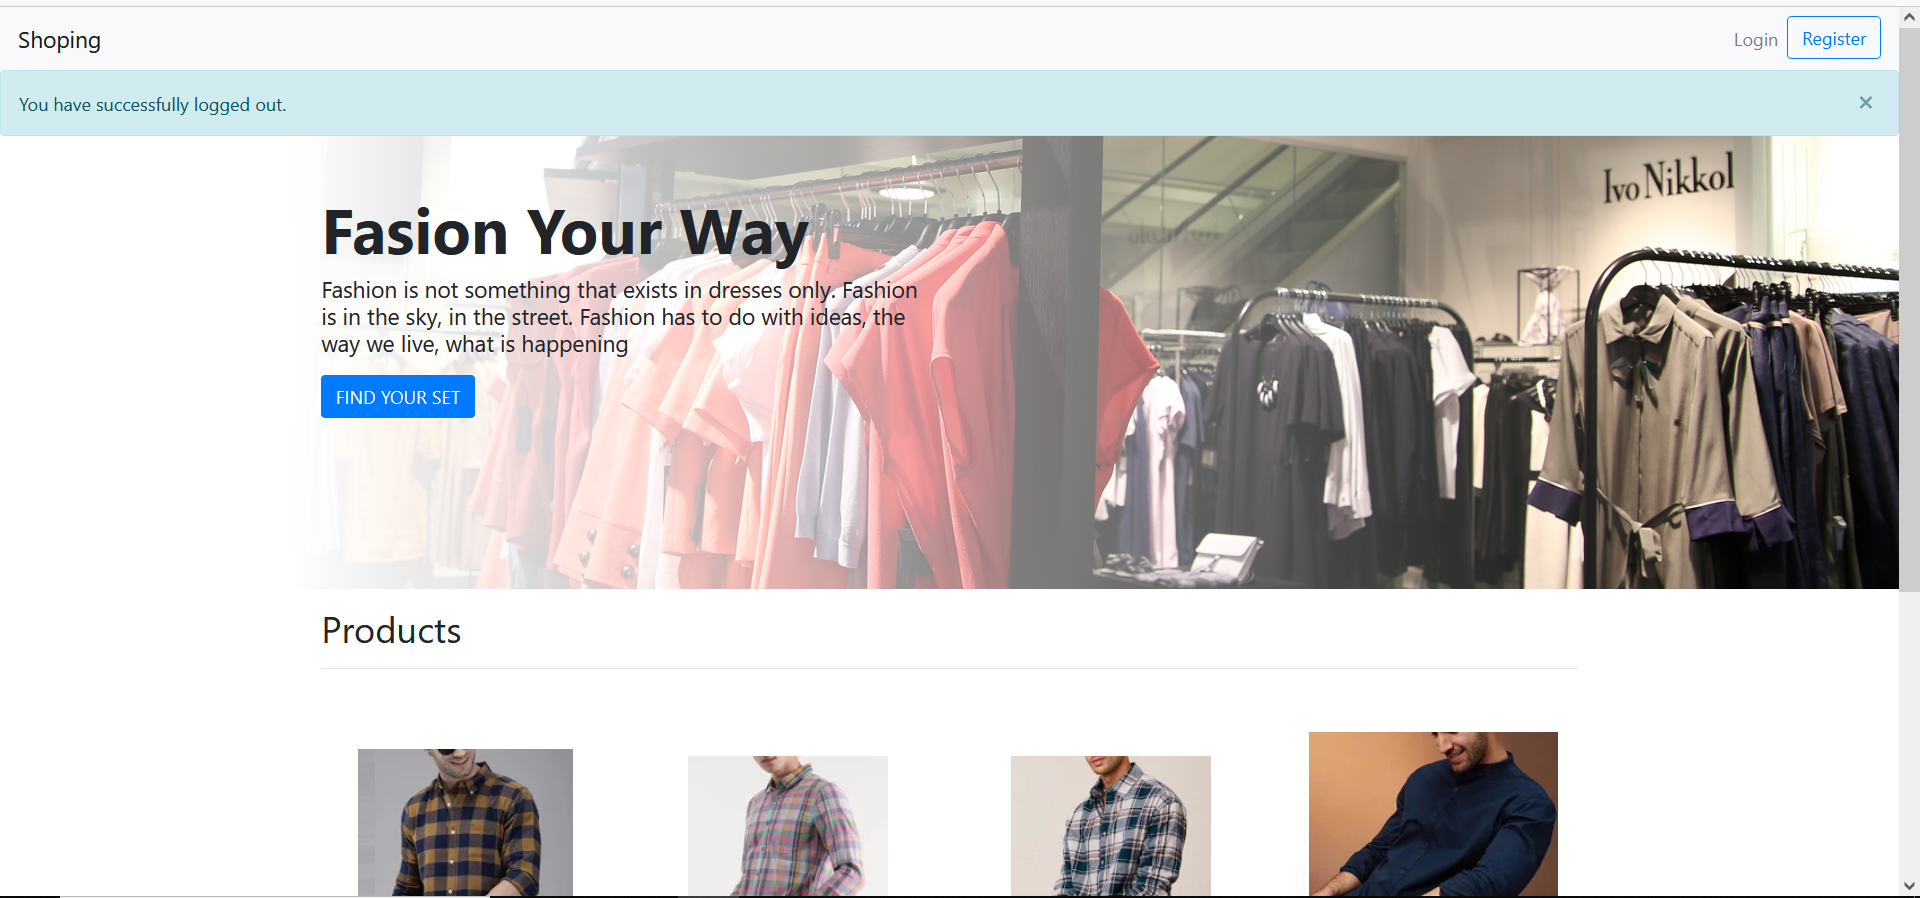 Shoping
Login
Register
You have successfully logged out.
×
Ivo Nikkol
Fasion Your Way
Fashion is not something that exists in dresses only. Fashion
is in the sky, in the street. Fashion has to do with ideas, the
way we live, what is happening
FIND YOUR SET
Products